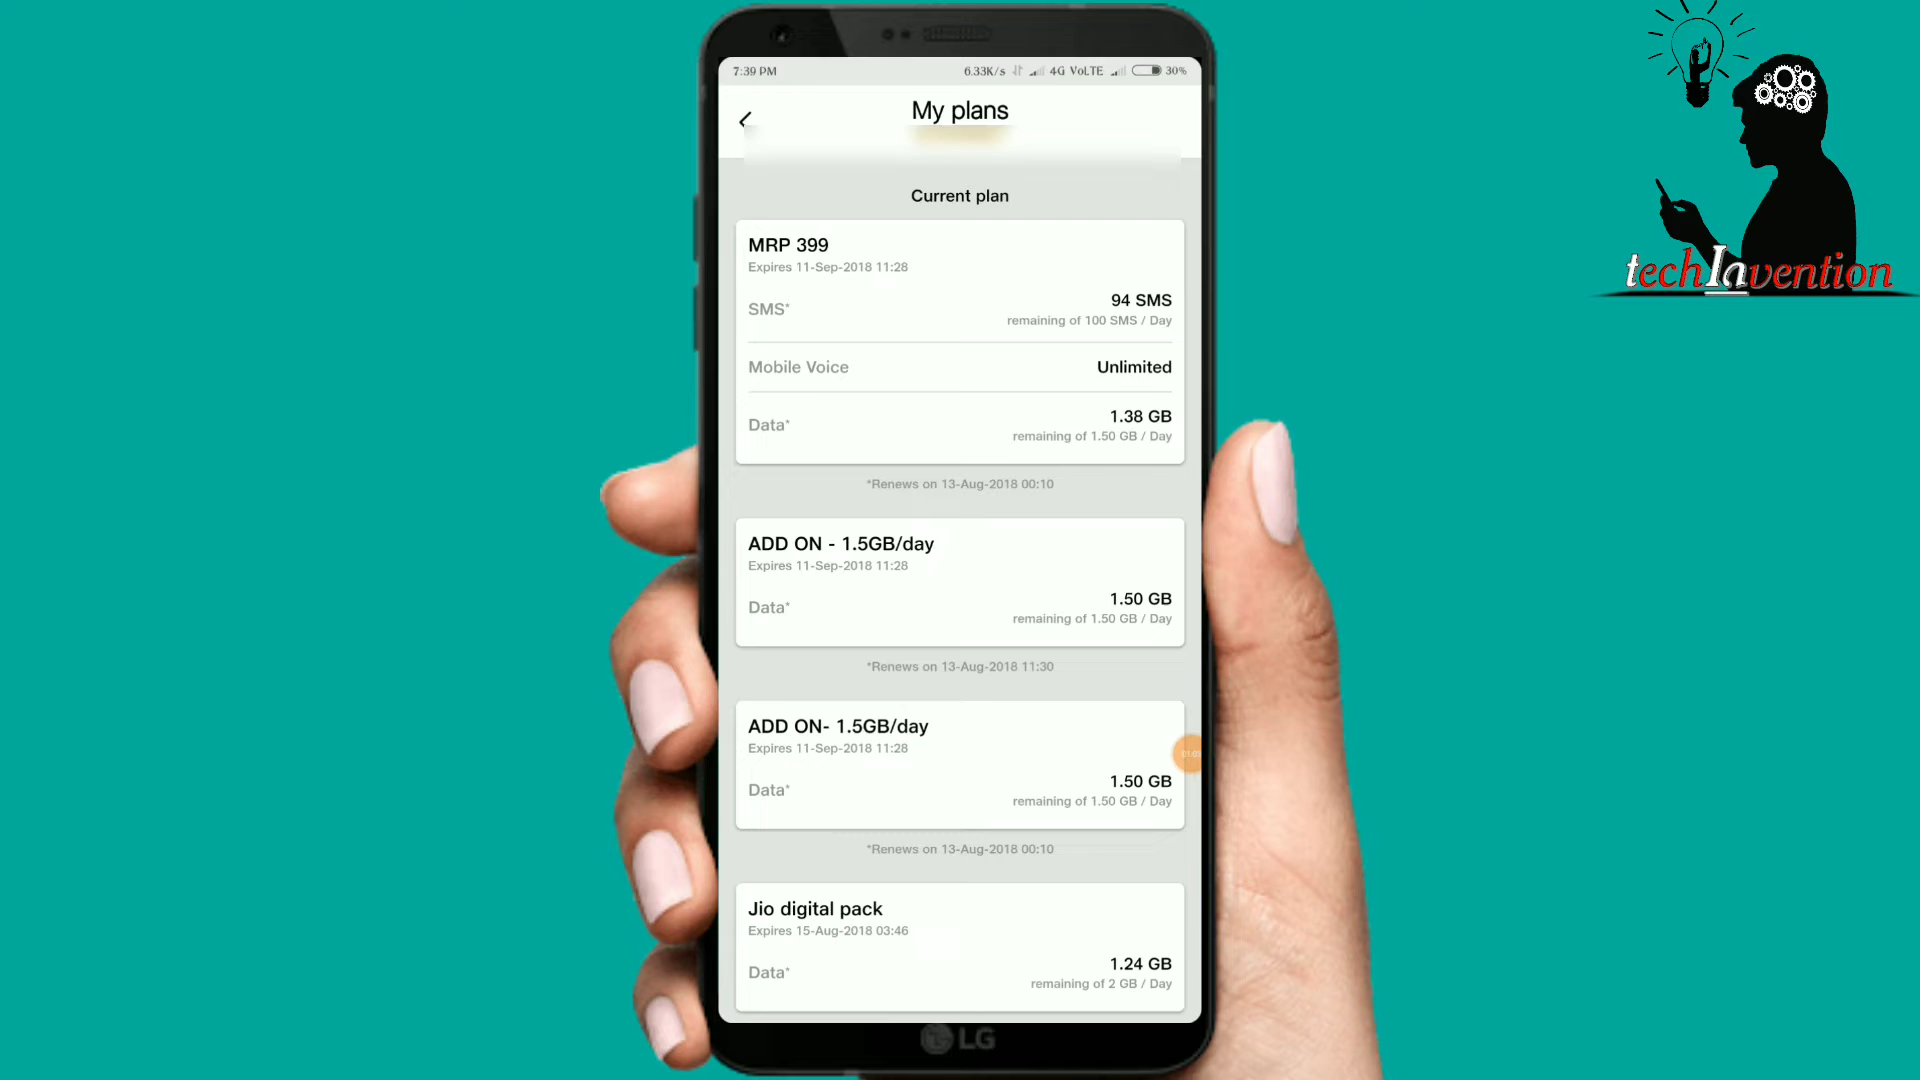 7:39 PM 6.33K/s 4G VoLTE 30%
My plans
Current plan
MRP 399
Expires 11-Sep-2018 11:28
SMS* 94 SMS
remaining of 100 SMS / Day
Mobile Voice Unlimited
Data* 1.38 GB
remaining of 1.50 GB / Day
*Renews on 13-Aug-2018 00:10
ADD ON - 1.5GB/day
Expires 11-Sep-2018 11:28
Data* 1.50 GB
remaining of 1.50 GB / Day
*Renews on 13-Aug-2018 11:30
ADD ON- 1.5GB/day
Expires 11-Sep-2018 11:28
Data* 1.50 GB
remaining of 1.50 GB / Day
*Renews on 13-Aug-2018 00:10
Jio digital pack
Expires 15-Aug-2018 03:46
Data* 1.24 GB
remaining of 2 GB / Day
LG
techInvention